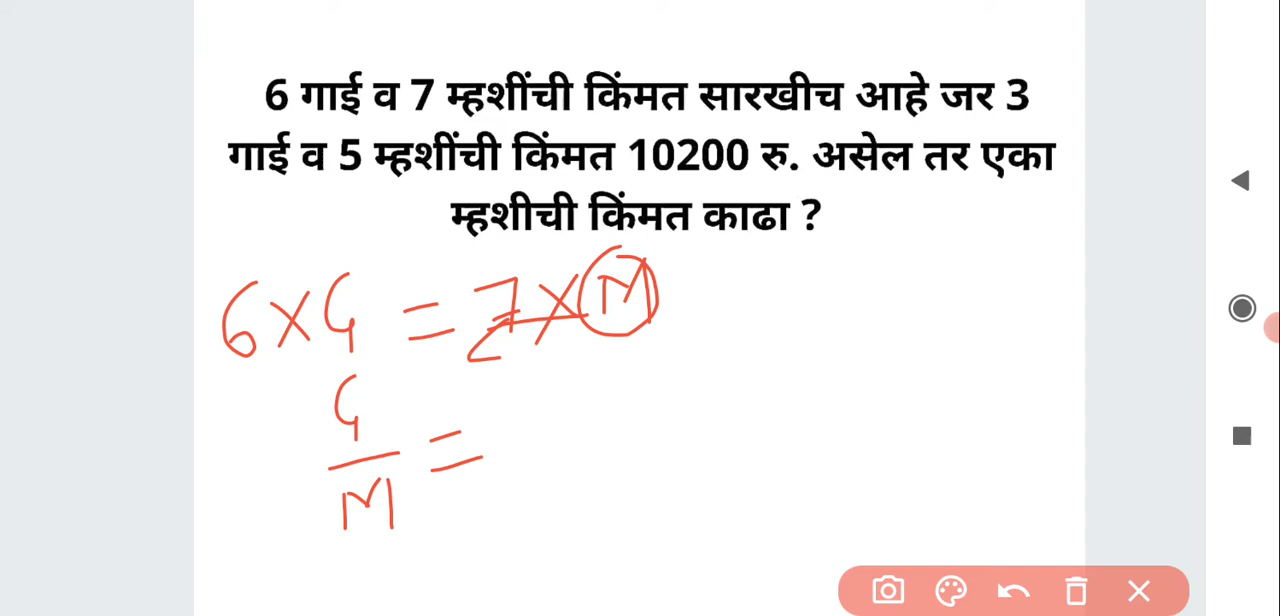 6 गाई व 7 म्हशींची किंमत सारखीच आहे जर 3
गाई व 5 म्हशींची किंमत 10200 रु. असेल तर एका
म्हशीची किंमत काढा ?
6 × G = 7 × M
G
M =